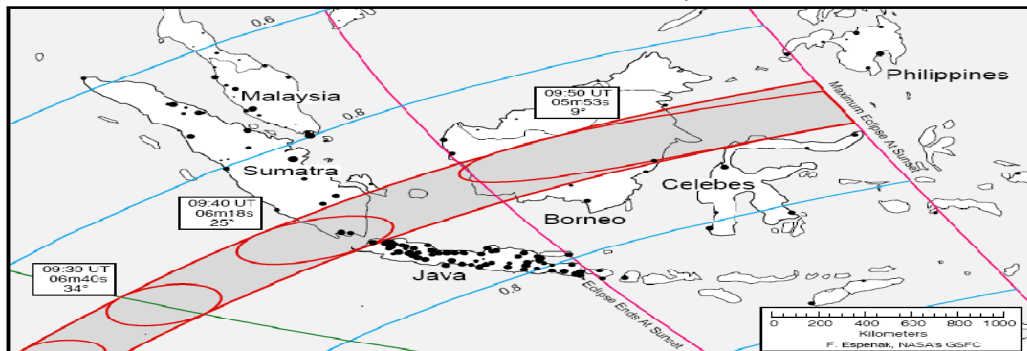 0.6
Philippines
Malaysia
09:50 UT
05m53s
9°
0.8
Maximum Eclipse At Sunset
Sumatra
Celebes
09:40 UT
06m18s
25°
Borneo
09:30 UT
06m40s
34°
Java
0.8
Eclipse Ends At Sunset
0 200 400 600 800 1000
Kilometers
F. Espenak, NASA's GSFC